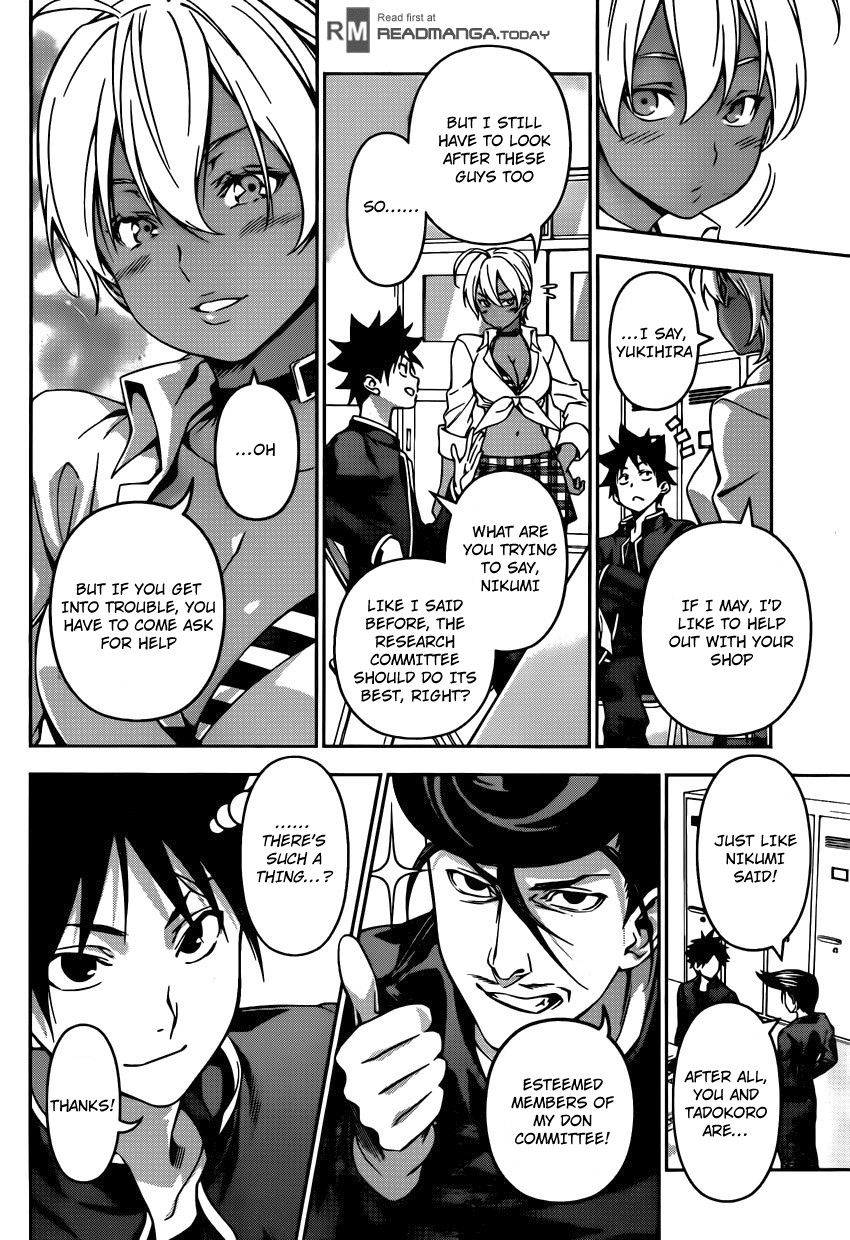 Read first at
RM READMANGA.TODAY
...I SAY,
YUKIHIRA
IF I MAY, I'D
LIKE TO HELP
OUT WITH YOUR
SHOP
BUT I STILL
HAVE TO LOOK
AFTER THESE
GUYS TOO
SO......
WHAT ARE
YOU TRYING
TO SAY,
NIKUMI
LIKE I SAID
BEFORE, THE
RESEARCH
COMMITTEE
SHOULD DO ITS
BEST, RIGHT?
...OH
BUT IF YOU GET
INTO TROUBLE, YOU
HAVE TO COME ASK
FOR HELP
JUST LIKE
NIKUMI
SAID!
AFTER ALL,
YOU AND
TADOKORO
ARE...
ESTEEMED
MEMBERS OF
MY DON
COMMITTEE!
......
THERE'S
SUCH A
THING...?
THANKS!